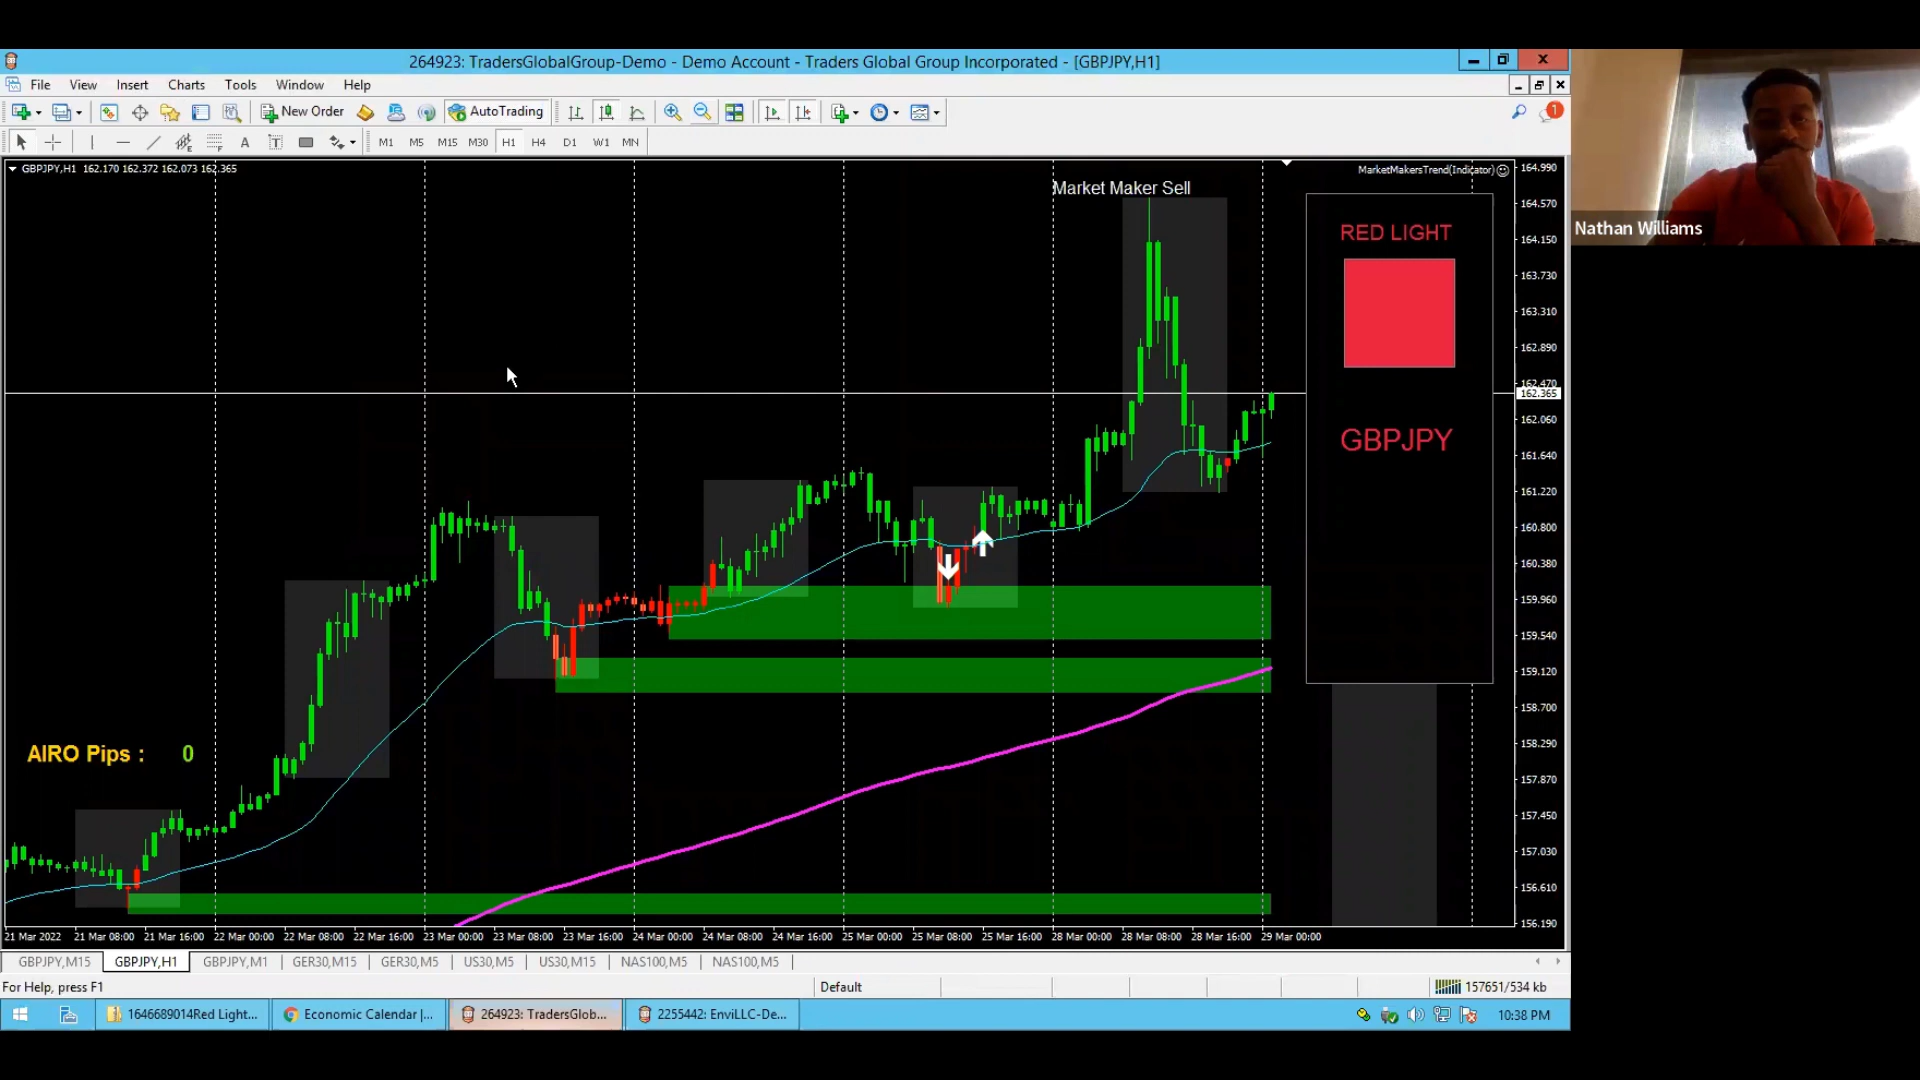 264923: TradersGlobalGroup-Demo - Demo Account - Traders Global Group Incorporated - [GBPJPY,H1]
File View Insert Charts Tools Window Help
New Order AutoTrading 1
A T M1 M5 M15 M30 H1 H4 D1 W1 MN
GBPJPY,H1 162.170 162.372 162.073 162.365
MarketMakersTrend(Indicator)
Market Maker Sell
RED LIGHT
GBPJPY
Nathan Williams
AIRO Pips : 0
164.990
164.570
164.150
163.730
163.310
162.890
162.470
162.365
162.060
161.640
161.220
160.800
160.380
159.960
159.540
159.120
158.700
158.290
157.870
157.450
157.030
156.610
156.190
21 Mar 2022 21 Mar 08:00 21 Mar 16:00 22 Mar 00:00 22 Mar 08:00 22 Mar 16:00 23 Mar 00:00 23 Mar 08:00 23 Mar 16:00 24 Mar 00:00 24 Mar 08:00 24 Mar 16:00 25 Mar 00:00 25 Mar 08:00 25 Mar 16:00 28 Mar 00:00 28 Mar 08:00 28 Mar 16:00 29 Mar 00:00
GBPJPY,M15 GBPJPY,H1 GBPJPY,M1 GER30,M15 GER30,M5 US30,M5 US30,M15 NAS100,M5 NAS100,M5
For Help, press F1 Default 157651/534 kb
1646689014Red Light... Economic Calendar |... 264923: TradersGlob... 2255442: EnviLLC-De... 10:38 PM